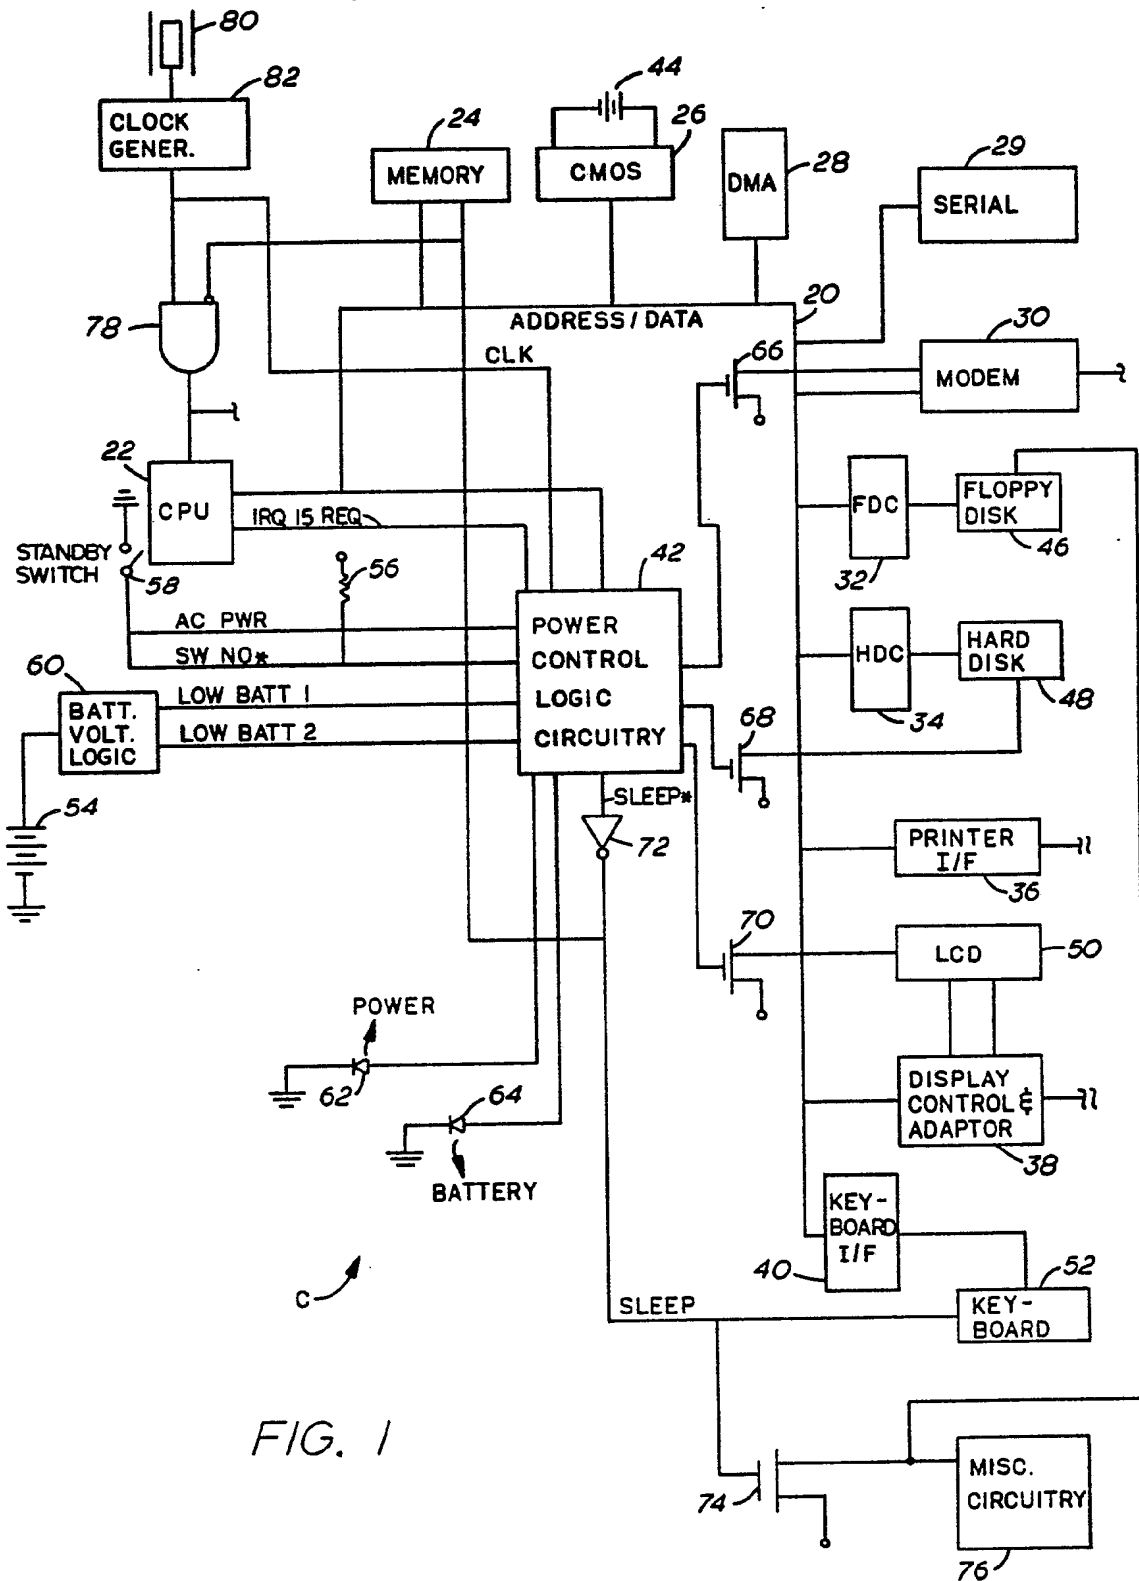 80
82
CLOCK
GENER.
44
24
26
MEMORY
CMOS
DMA
28
29
SERIAL
20
ADDRESS/DATA
78
CLK
66
30
MODEM
22
CPU
IRQ 15 REQ
FDC
32
FLOPPY
DISK
46
STANDBY
SWITCH
58
56
42
AC PWR
SW NO*
POWER
CONTROL
LOGIC
CIRCUITRY
HDC
34
HARD
DISK
48
60
BATT.
VOLT.
LOGIC
LOW BATT 1
LOW BATT 2
68
54
SLEEP*
72
PRINTER
I/F
36
70
LCD
50
POWER
62
64
BATTERY
DISPLAY
CONTROL &
ADAPTOR
38
KEY-
BOARD
I/F
40
52
KEY-
BOARD
C
SLEEP
FIG. 1
74
MISC.
CIRCUITRY
76